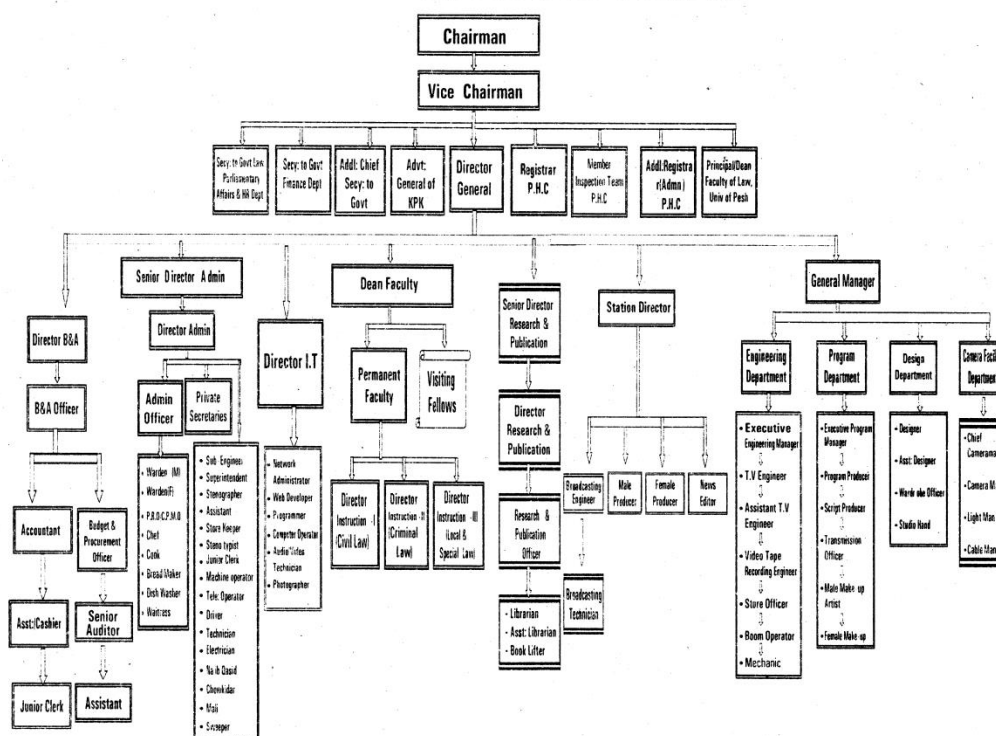 Chairman
Vice Chairman
Secy: to Govt Law
Parliamentary
Affairs & HR Dept
Secy: to Govt
Finance Dept
Addl: Chief
Secy: to
Govt
Advt:
General of
KPK
Director
General
Registrar
P.H.C
Member
Inspection Team
P.H.C
Addl:Registra
r(Admn)
P.H.C
Principal/Dean
Faculty of Law,
Univ of Pesh
Senior Director Admin
Dean Faculty
General Manager
Senior Director
Research &
Publication
Station Director
Director B&A
Director Admin
Director I.T
Permanent
Faculty
Visiting
Fellows
Engineering
Department
Program
Department
Design
Department
Camera Facili
Department
B&A Officer
Admin
Officer
Private
Secretaries
Director
Research &
Publication
Accountant
Budget &
Procurement
Officer
• Warden (M)
• Warden(F)
• P.R.O-C.P.M.O
• Chef
• Cook
• Bread Maker
• Dish Washer
• Waitress
• Sub Engineer
• Superintendent
• Stenographer
• Assistant
• Store Keeper
• Steno typist
• Junior Clerk
• Machine operator
• Tele: Operator
• Driver
• Technician
• Electrician
• Naib Qasid
• Chowkidar
• Mali
• Sweeper
• Network
Administrator
• Web Developer
• Programmer
• Computer Operator
• Audio Video
Technician
• Photographer
Director
Instruction -I
(Civil Law)
Director
Instruction -II
(Criminal
Law)
Director
Instruction -III
(Local &
Special Law)
Research &
Publication
Officer
Broadcasting
Engineer
Male
Producer
Female
Producer
News
Editor
• Executive
Engineering Manager
• T.V Engineer
• Assistant T.V
Engineer
• Video Tape
Recording Engineer
• Store Officer
• Boom Operator
• Mechanic
• Executive Program
Manager
• Program Producer
• Script Producer
• Transmission
Officer
• Male Make-up
Artist
• Female Make-up
• Designer
• Asst: Designer
• Wardrobe Officer
• Studio Hand
• Chief
Camerama
• Camera Ma
• Light Man
• Cable Man
Asst:/Cashier
Senior
Auditor
- Librarian
- Asst: Librarian
- Book Lifter
Broadcasting
Technician
Junior Clerk
Assistant